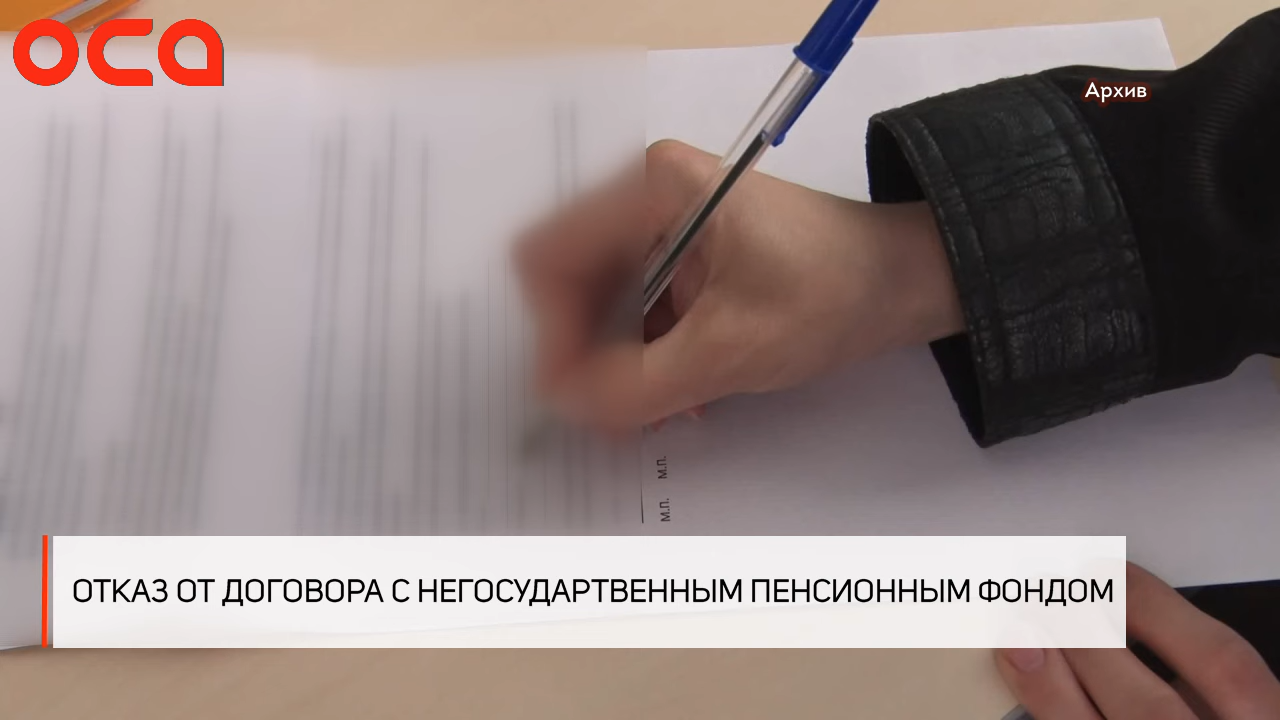 оса
Архив
м.п. м.п.
ОТКАЗ ОТ ДОГОВОРА С НЕГОСУДАРТВЕННЫМ ПЕНСИОННЫМ ФОНДОМ